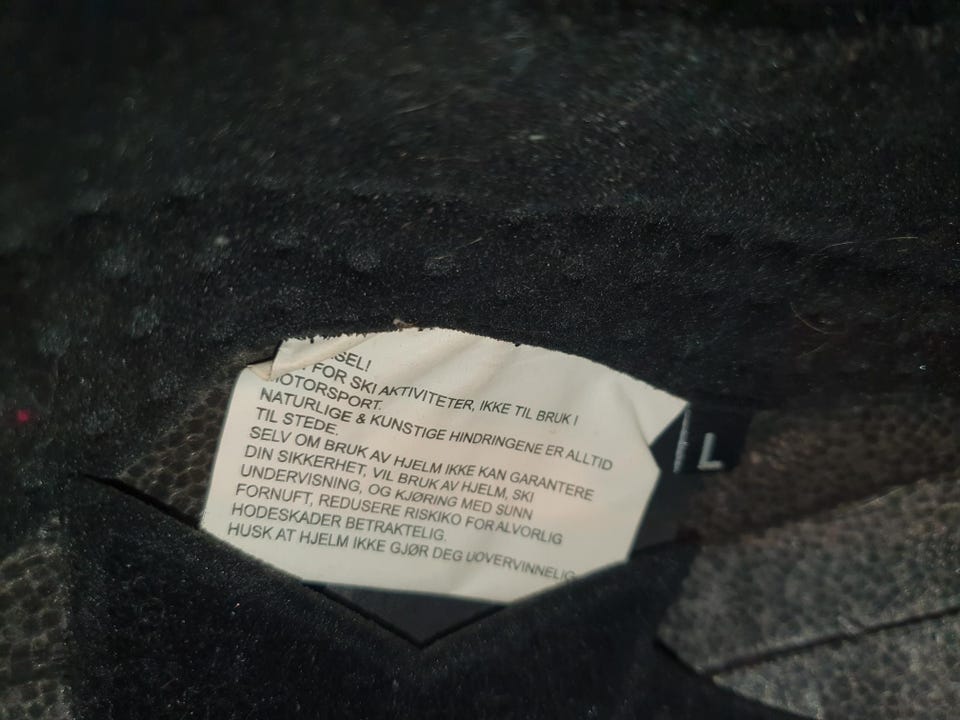 SEL!
FOR SKI AKTIVITETER, IKKE TIL BRUK I
MOTORSPORT.
NATURLIGE & KUNSTIGE HINDRINGENE ER ALLTID
TIL STEDE.
SELV OM BRUK AV HJELM IKKE KAN GARANTERE
DIN SIKKERHET, VIL BRUK AV HJELM, SKI
UNDERVISNING, OG KJØRING MED SUNN
FORNUFT, REDUSERE RISKIKO FOR ALVORLIG
HODESKADER BETRAKTELIG.
HUSK AT HJELM IKKE GJØR DEG UOVERVINNELIG
L